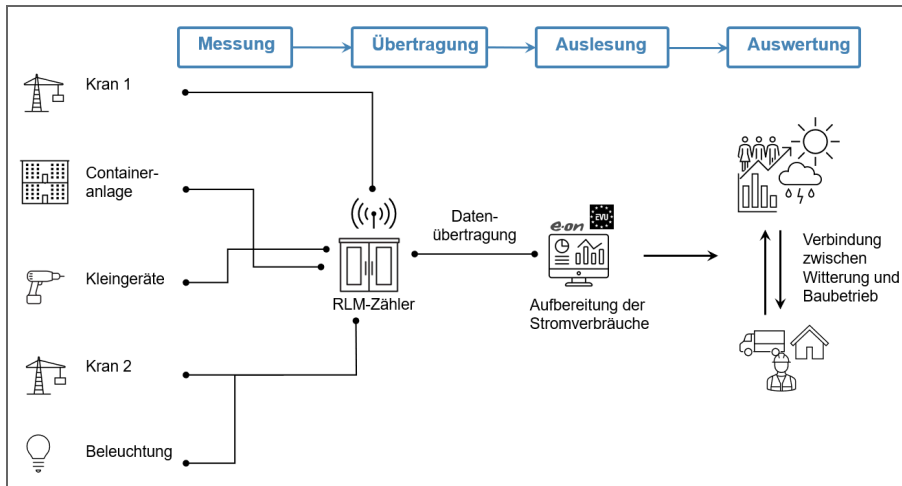 Messung
Übertragung
Auslesung
Auswertung
Kran 1
Container-
anlage
Kleingeräte
Kran 2
Beleuchtung
RLM-Zähler
Daten-
übertragung
e·on
EVU
Aufbereitung der
Stromverbräuche
Verbindung
zwischen
Witterung und
Baubetrieb